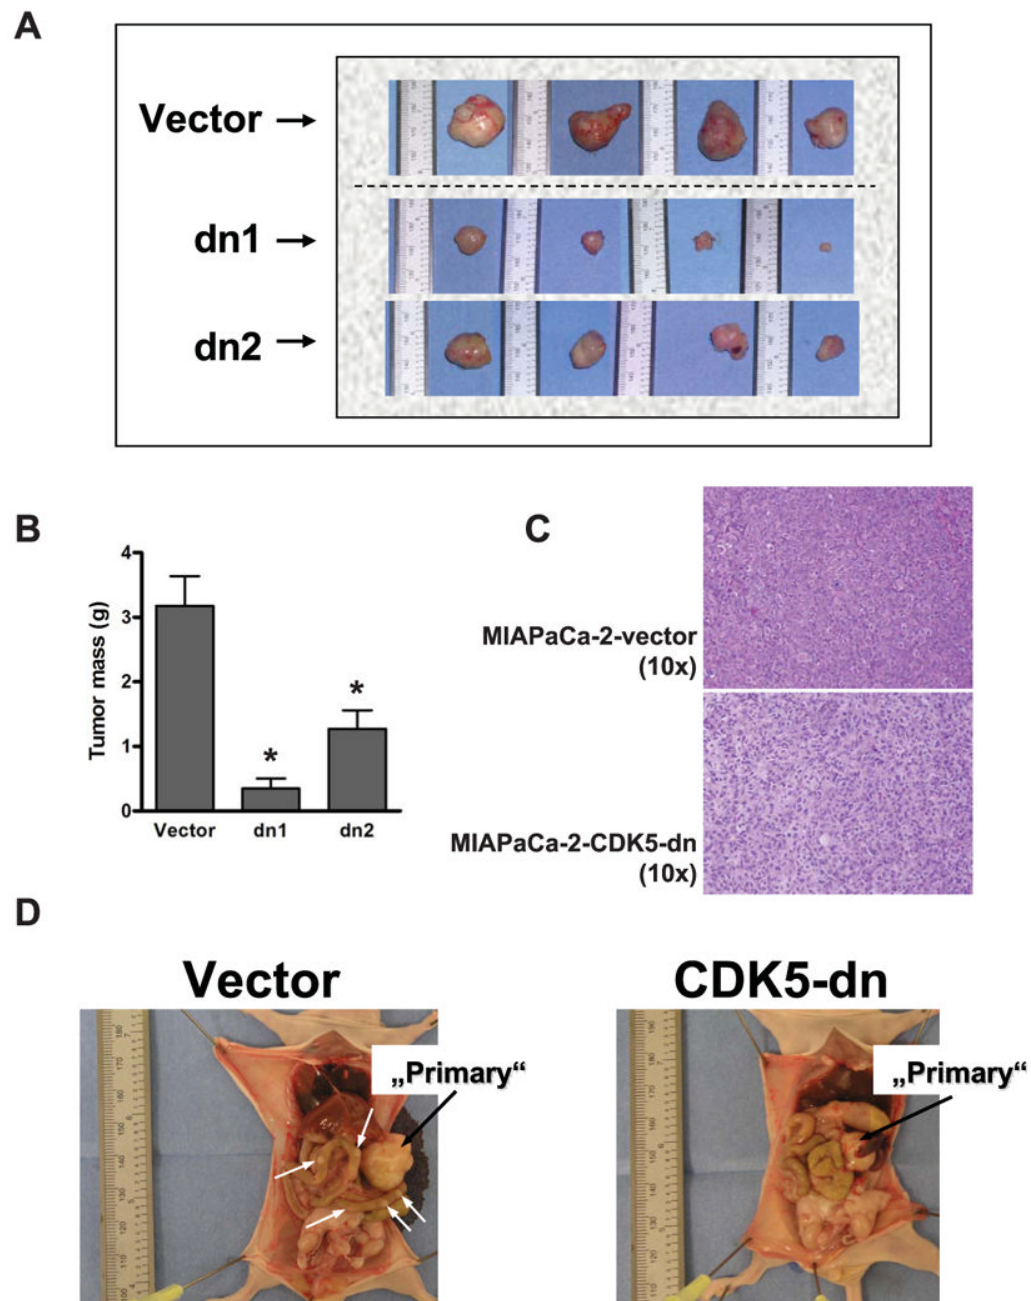 A
Vector
dn1
dn2
B
Tumor mass (g)
4
3
2
1
0
*
*
Vector
dn1
dn2
C
MIAPaCa-2-vector
(10x)
MIAPaCa-2-CDK5-dn
(10x)
D
Vector
CDK5-dn
„Primary“
„Primary“